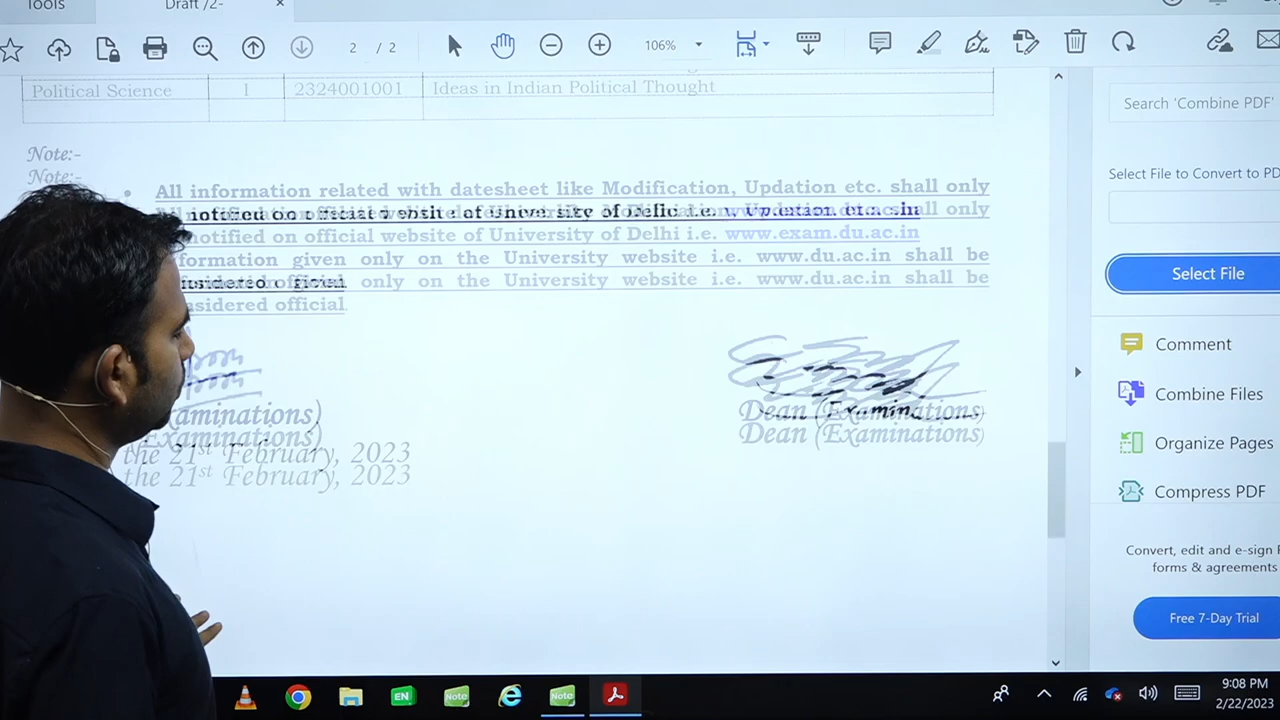 Tools
Draft /2-
2 / 2
106%
Political Science I 2324001001 Ideas in Indian Political Thought
Search 'Combine PDF'
Note:-
Note:-
Select File to Convert to PD
All information related with datesheet like Modification, Updation etc. shall only
notified on official website of University of Delhi i.e. www.exam.du.ac.in
formation given only on the University website i.e. www.du.ac.in shall be
only on the University website i.e. www.du.ac.in shall be
nsidered official.
Select File
Comment
Combine Files
Organize Pages
Compress PDF
aminations)
Examinations)
Dean (Examinations)
Dean (Examinations)
the 21st February, 2023
the 21st February, 2023
Convert, edit and e-sign
forms & agreements
Free 7-Day Trial
EN
Note
Note
9:08 PM
2/22/2023